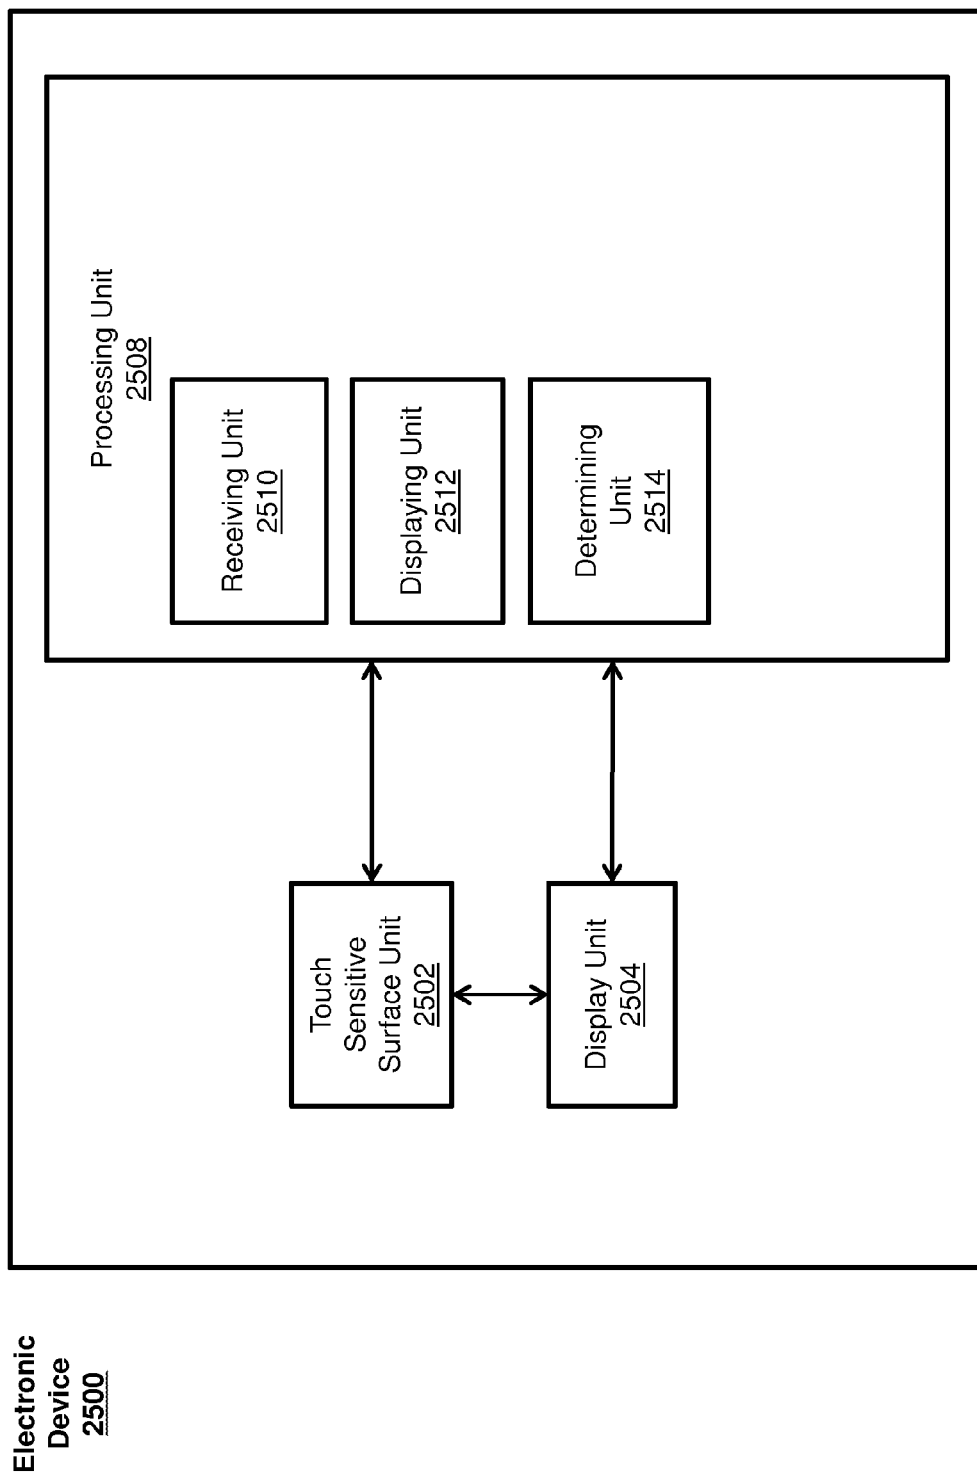 Electronic
Device
2500
Touch
Sensitive
Surface Unit
2502
Display Unit
2504
Processing Unit
2508
Receiving Unit
2510
Displaying Unit
2512
Determining
Unit
2514